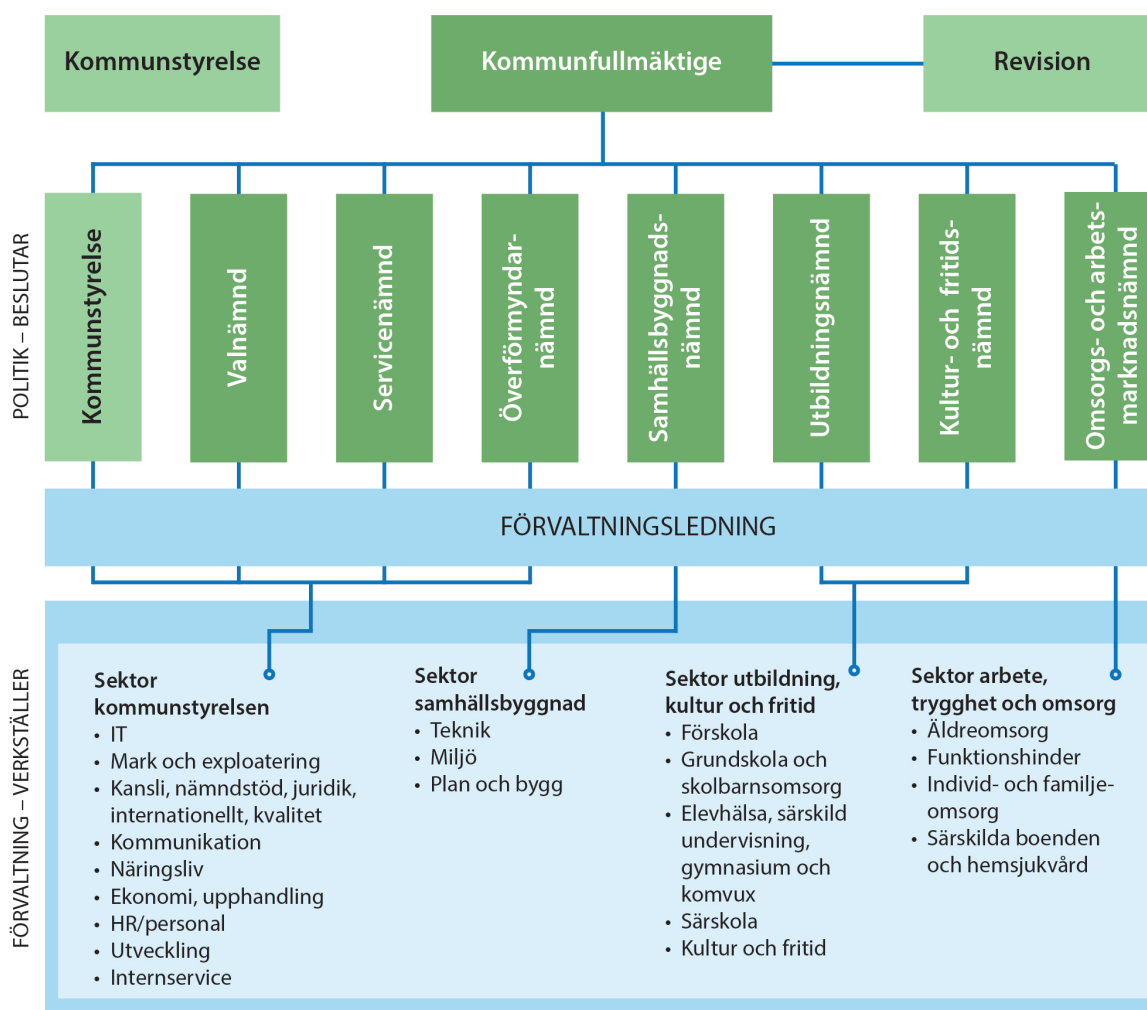 Kommunstyrelse
Kommunfullmäktige
Revision
POLITIK – BESLUTAR
Kommunstyrelse
Valnämnd
Servicenämnd
Överförmyndar-
nämnd
Samhällsbyggnads-
nämnd
Utbildningsnämnd
Kultur- och fritids-
nämnd
Omsorgs- och arbets-
marknadsnämnd
FÖRVALTNINGSLEDNING
FÖRVALTNING – VERKSTÄLLER
Sektor
kommunstyrelsen
• IT
• Mark och exploatering
• Kansli, nämndstöd, juridik,
internationellt, kvalitet
• Kommunikation
• Näringsliv
• Ekonomi, upphandling
• HR/personal
• Utveckling
• Internservice
Sektor
samhällsbyggnad
• Teknik
• Miljö
• Plan och bygg
Sektor utbildning,
kultur och fritid
• Förskola
• Grundskola och
skolbarnsomsorg
• Elevhälsa, särskild
undervisning,
gymnasium och
komvux
• Särskola
• Kultur och fritid
Sektor arbete,
trygghet och omsorg
• Äldreomsorg
• Funktionshinder
• Individ- och familje-
omsorg
• Särskilda boenden
och hemsjukvård